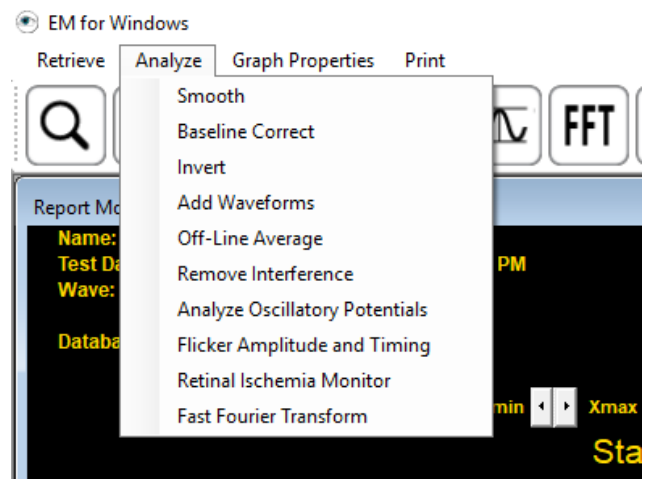 EM for Windows
Retrieve Analyze Graph Properties Print
Smooth
Baseline Correct
Invert
Add Waveforms
Off-Line Average
Remove Interference
Analyze Oscillatory Potentials
Flicker Amplitude and Timing
Retinal Ischemia Monitor
Fast Fourier Transform
FFT
Report Mo
Name:
Test Da PM
Wave:
Databa
min Xmax
Sta